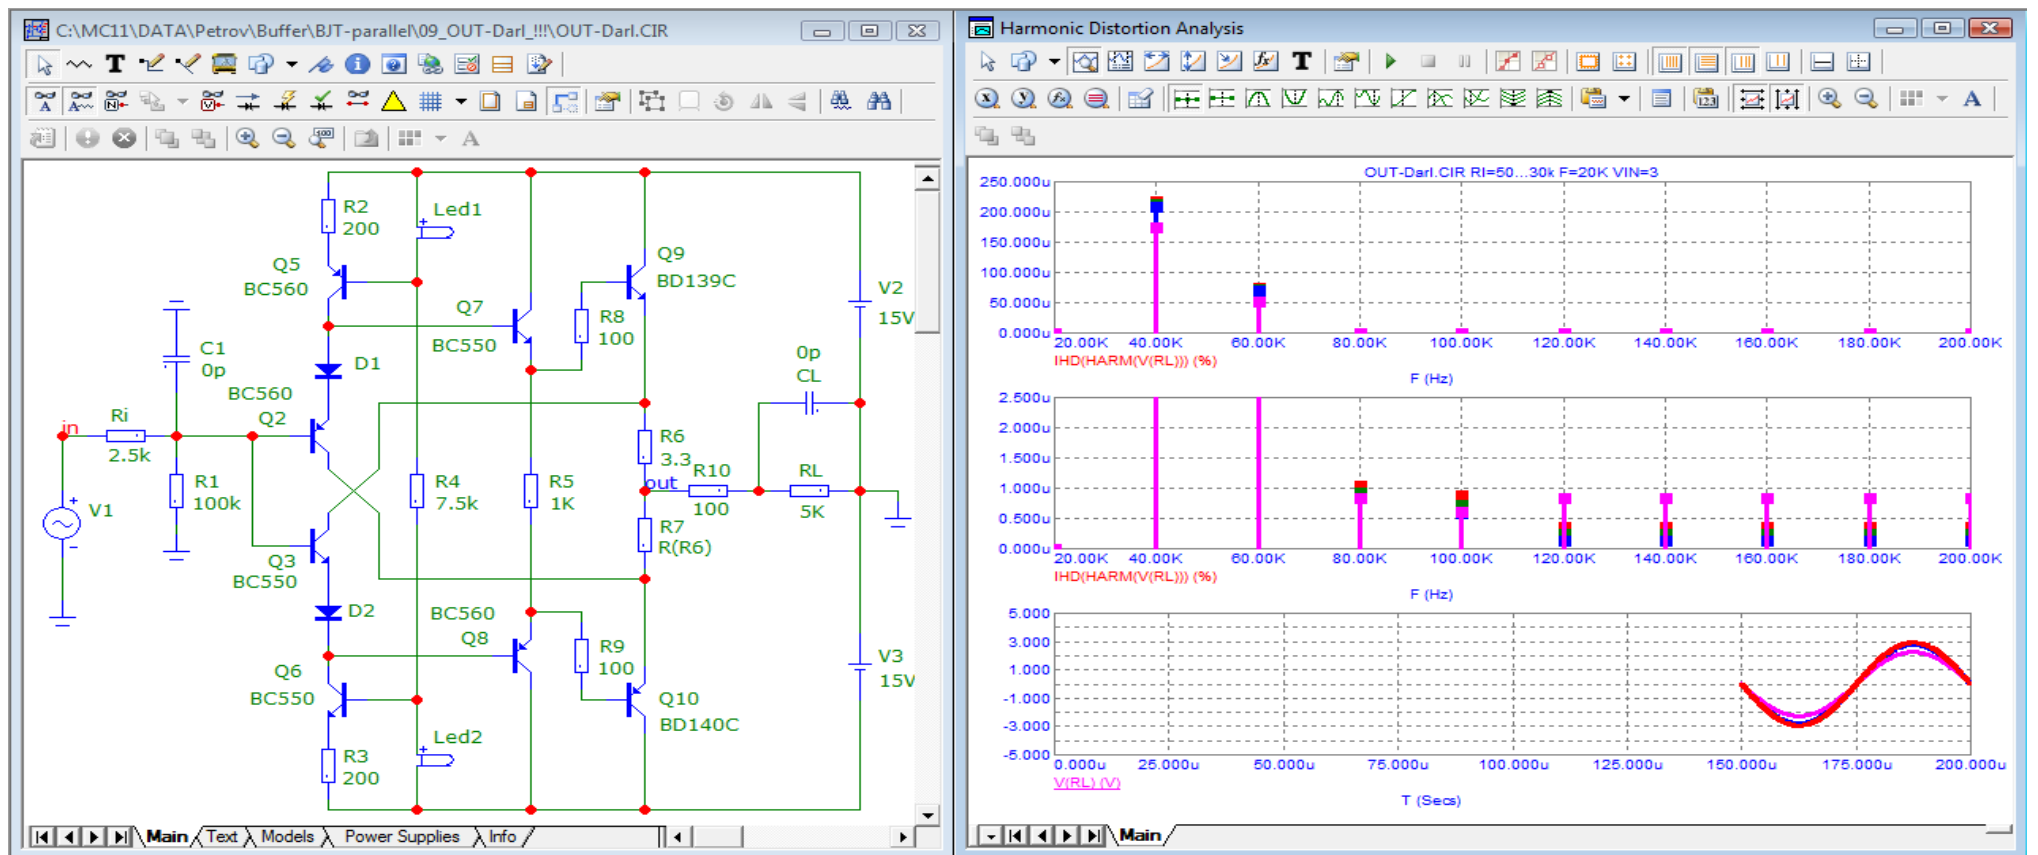 C:\MC11\DATA\Petrov\Buffer\BJT-parallel\09_OUT-Darl_!!!\OUT-Darl.CIR
R2
200
Led1
Q5
BC560
Q9
BD139C
V2
15V
Q7
BC550
R8
100
C1
0p
D1
0p
CL
BC560
Q2
in
Ri
2.5k
R1
100k
V1
R4
7.5k
R5
1K
R6
3.3
out
R10
100
RL
5K
R7
R(R6)
Q3
BC550
D2
BC560
Q8
R9
100
V3
15V
Q6
BC550
Q10
BD140C
R3
200
Led2
Main Text Models Power Supplies Info
Harmonic Distortion Analysis
OUT-Darl.CIR RI=50...30k F=20K VIN=3
250.000u
200.000u
150.000u
100.000u
50.000u
0.000u
20.00K 40.00K 60.00K 80.00K 100.00K 120.00K 140.00K 160.00K 180.00K 200.00K
IHD(HARM(V(RL))) (%)
F (Hz)
2.500u
2.000u
1.500u
1.000u
0.500u
0.000u
20.00K 40.00K 60.00K 80.00K 100.00K 120.00K 140.00K 160.00K 180.00K 200.00K
IHD(HARM(V(RL))) (%)
F (Hz)
5.000
3.000
1.000
-1.000
-3.000
-5.000
0.000u 25.000u 50.000u 75.000u 100.000u 125.000u 150.000u 175.000u 200.000u
V(RL) (V)
T (Secs)
Main